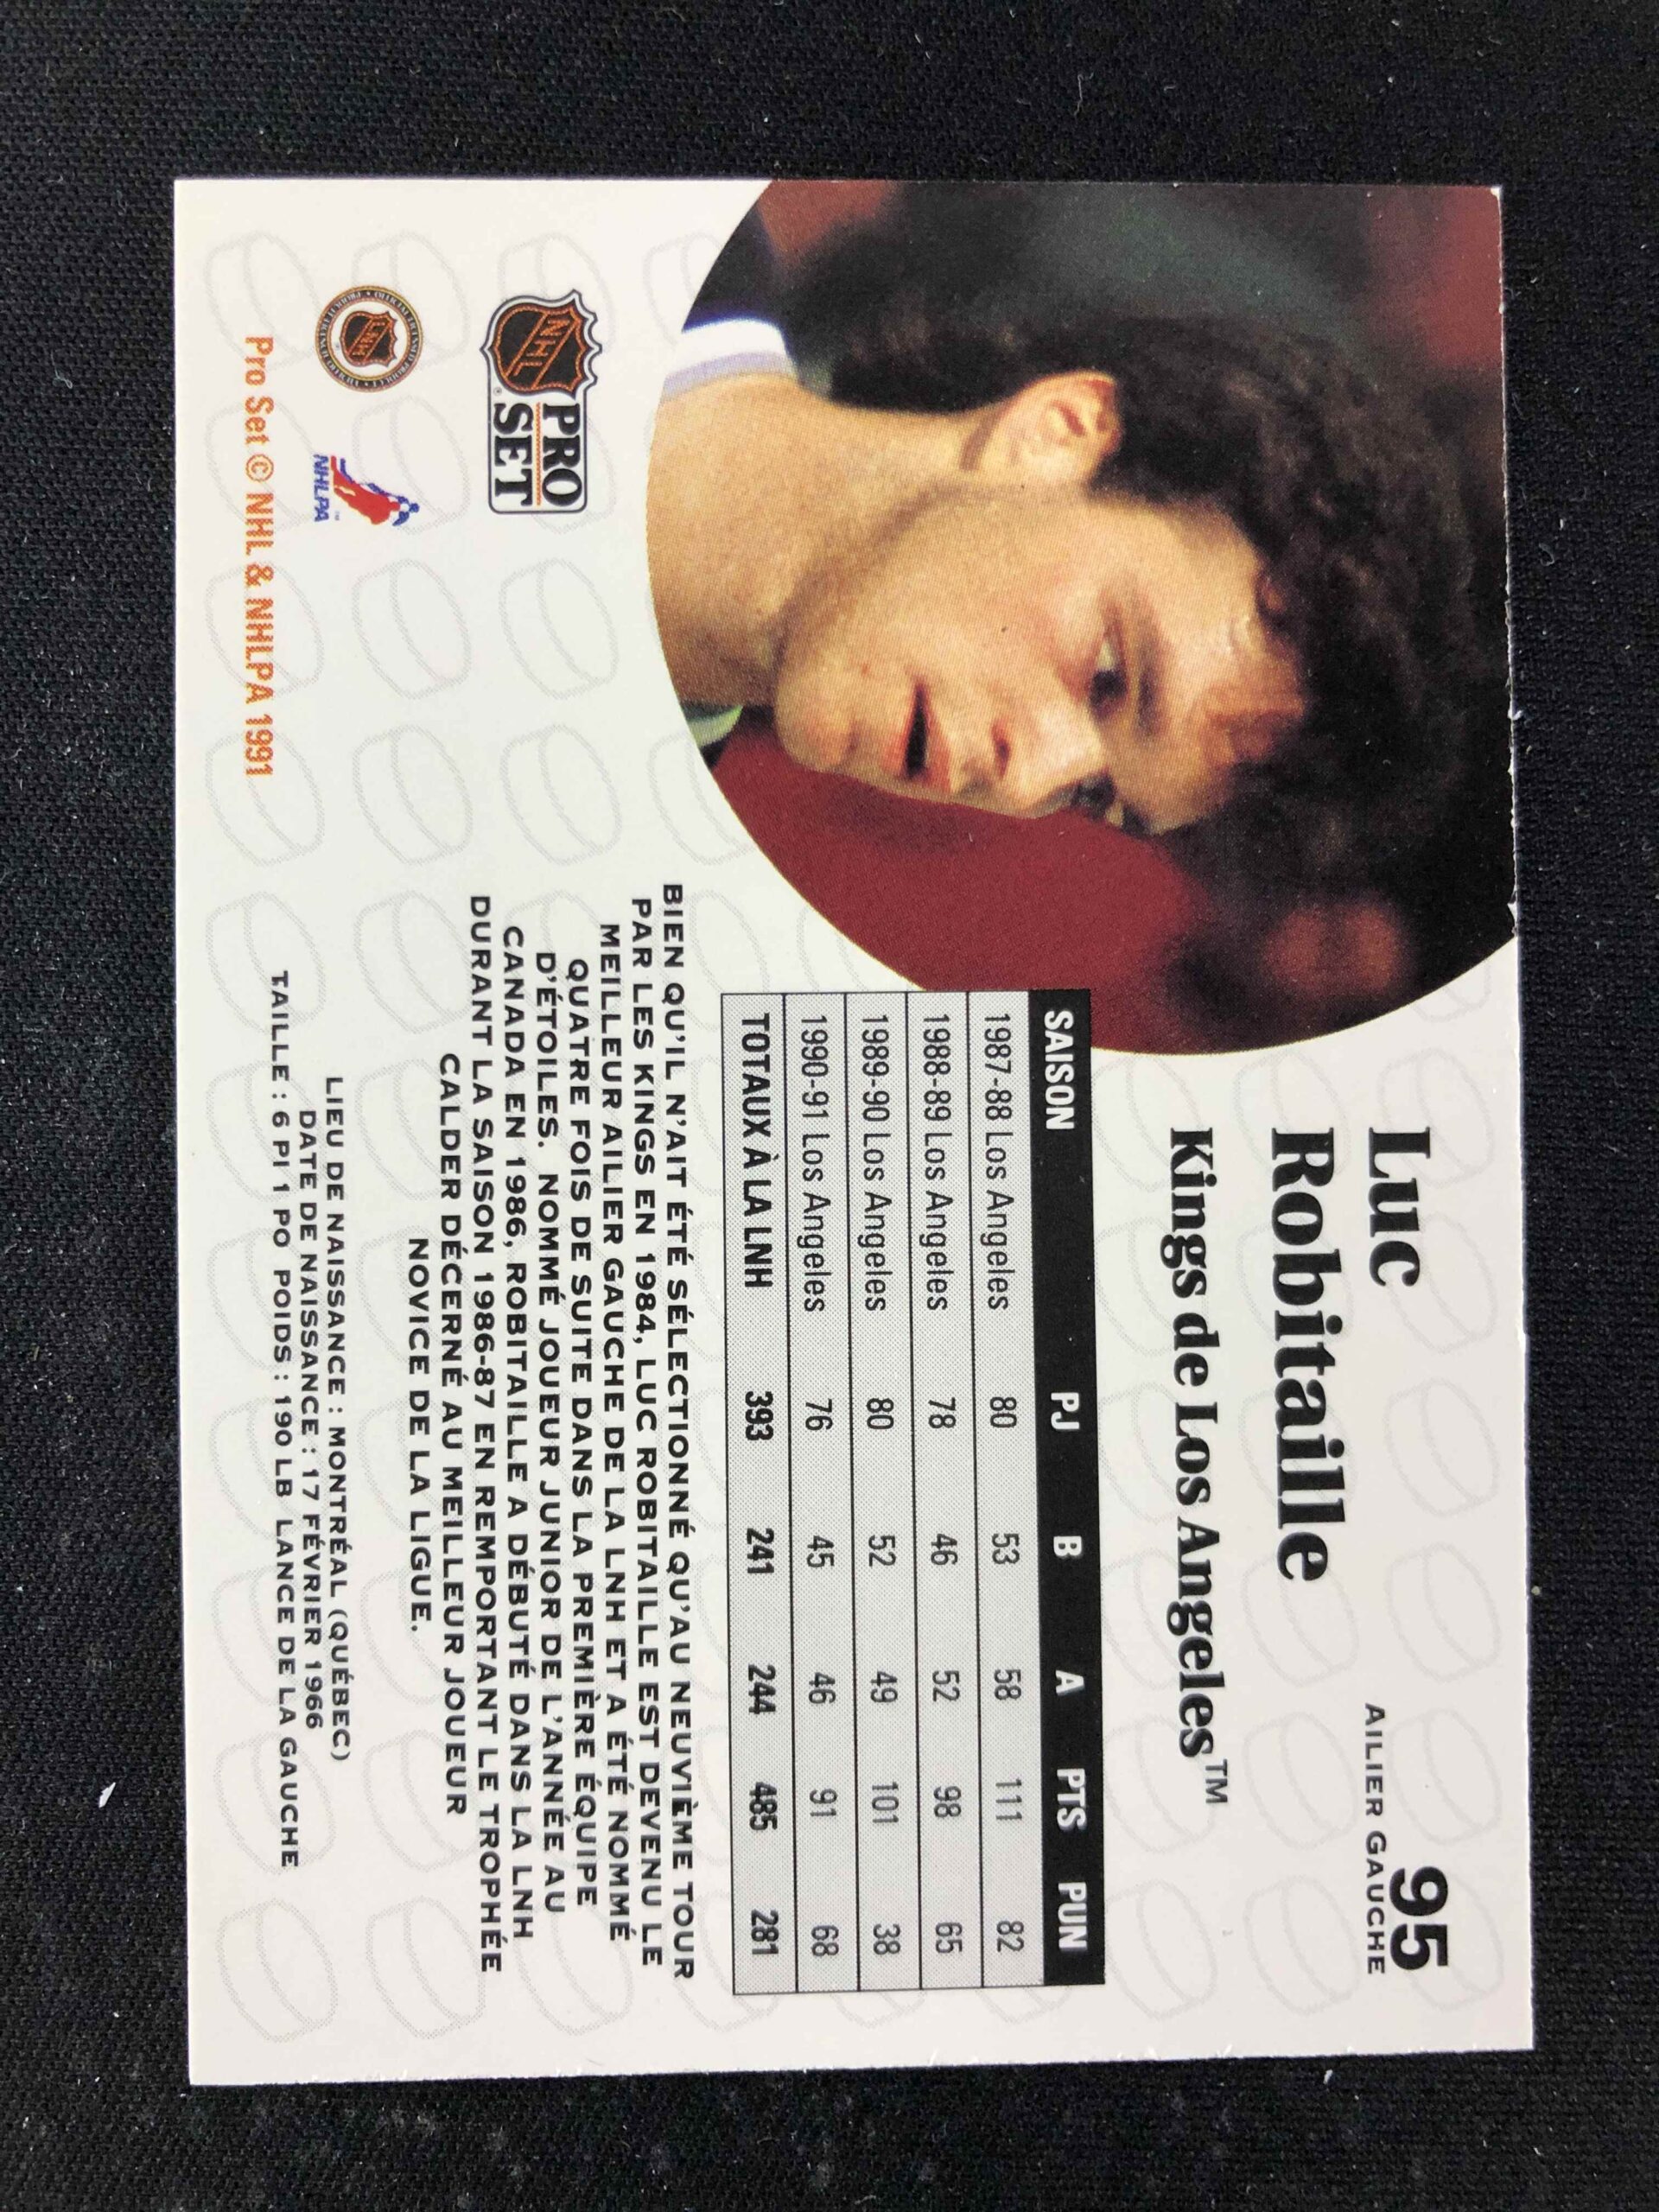 95
AILIER GAUCHE
Luc
Robitaille
Kings de Los Angeles™
SAISON PJ B A PTS PUN
1987-88 Los Angeles 80 53 58 111 82
1988-89 Los Angeles 78 46 52 98 65
1989-90 Los Angeles 80 52 49 101 38
1990-91 Los Angeles 76 45 46 91 68
TOTAUX À LA LNH 393 241 244 485 281
BIEN QU'IL N'AIT ÉTÉ SÉLECTIONNÉ QU'AU NEUVIÈME TOUR
PAR LES KINGS EN 1984, LUC ROBITAILLE EST DEVENU LE
MEILLEUR AILIER GAUCHE DE LA LNH ET A ÉTÉ NOMMÉ
QUATRE FOIS DE SUITE DANS LA PREMIÈRE ÉQUIPE
D'ÉTOILES. NOMMÉ JOUEUR JUNIOR DE L'ANNÉE AU
CANADA EN 1986, ROBITAILLE A DÉBUTÉ DANS LA LNH
DURANT LA SAISON 1986-87 EN REMPORTANT LE TROPHÉE
CALDER DÉCERNÉ AU MEILLEUR JOUEUR
NOVICE DE LA LIGUE.
LIEU DE NAISSANCE : MONTRÉAL (QUÉBEC)
DATE DE NAISSANCE : 17 FÉVRIER 1966
TAILLE : 6 PI 1 PO POIDS : 190 LB LANCE DE LA GAUCHE
NHL
PRO
SET
®
LNH
NHLPA™
Pro Set © NHL & NHLPA 1991